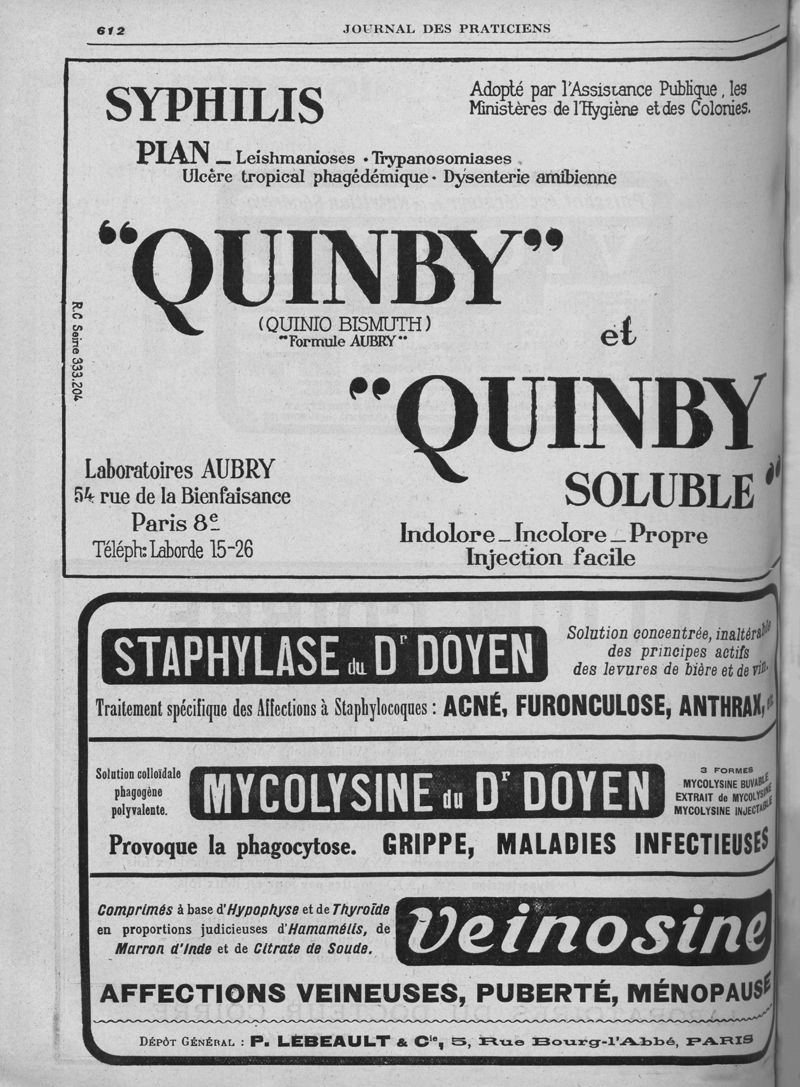 612
JOURNAL DES PRATICIENS
SYPHILIS
Adopté par l'Assistance Publique, les
Ministères de l'Hygiène et des Colonies.
PIAN _ Leishmanioses · Trypanosomiases
Ulcère tropical phagédémique · Dysenterie amibienne
"QUINBY"
(QUINIO BISMUTH)
"Formule AUBRY"
et
R.C Seine 333.204
"QUINBY
SOLUBLE"
Laboratoires AUBRY
54 rue de la Bienfaisance
Paris 8e
Téléph: Laborde 15-26
Indolore _ Incolore _ Propre
Injection facile
STAPHYLASE du Dr DOYEN
Solution concentrée, inaltérable
des principes actifs
des levures de bière et de vin.
Traitement spécifique des Affections à Staphylocoques : ACNÉ, FURONCULOSE, ANTHRAX,
Solution colloïdale
phagogène
polyvalente.
MYCOLYSINE du Dr DOYEN
3 FORMES
MYCOLYSINE BUVABLE
EXTRAIT de MYCOLYSINE
MYCOLYSINE INJECTABLE
Provoque la phagocytose. GRIPPE, MALADIES INFECTIEUSES
Comprimés à base d'Hypophyse et de Thyroïde
en proportions judicieuses d'Hamamélis, de
Marron d'Inde et de Citrate de Soude.
Veinosine
AFFECTIONS VEINEUSES, PUBERTÉ, MÉNOPAUSE
DÉPÔT GÉNÉRAL : P. LEBEAULT & Cie, 5, Rue Bourg-l'Abbé, PARIS